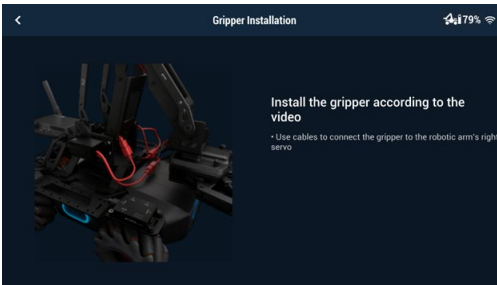 Gripper Installation
79%
Install the gripper according to the
video
• Use cables to connect the gripper to the robotic arm's right
servo